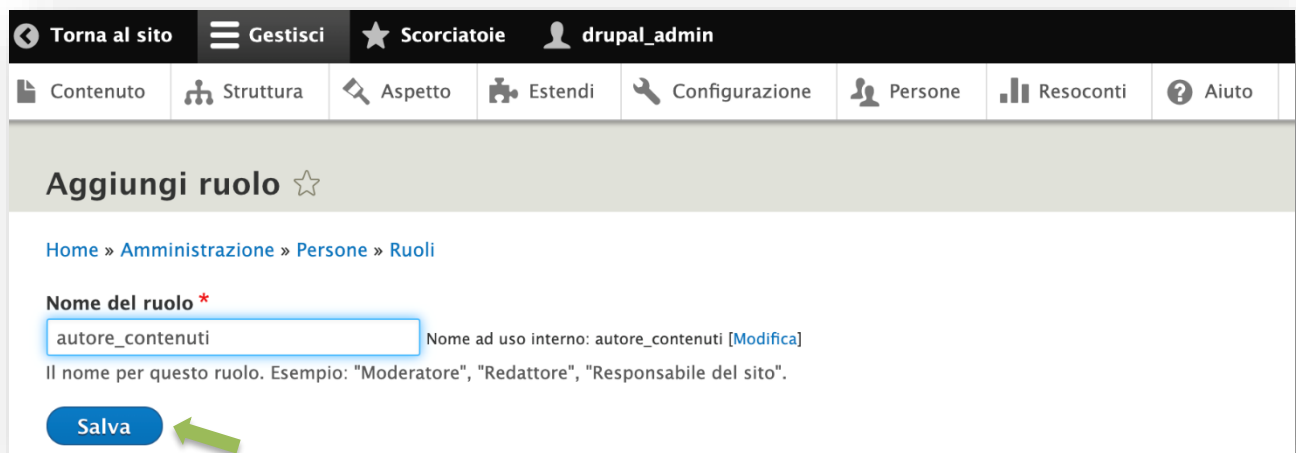 Torna al sito Gestisci Scorciatoie drupal_admin
Contenuto Struttura Aspetto Estendi Configurazione Persone Resoconti Aiuto
Aggiungi ruolo
Home » Amministrazione » Persone » Ruoli
Nome del ruolo *
autore_contenuti Nome ad uso interno: autore_contenuti [Modifica]
Il nome per questo ruolo. Esempio: "Moderatore", "Redattore", "Responsabile del sito".
Salva